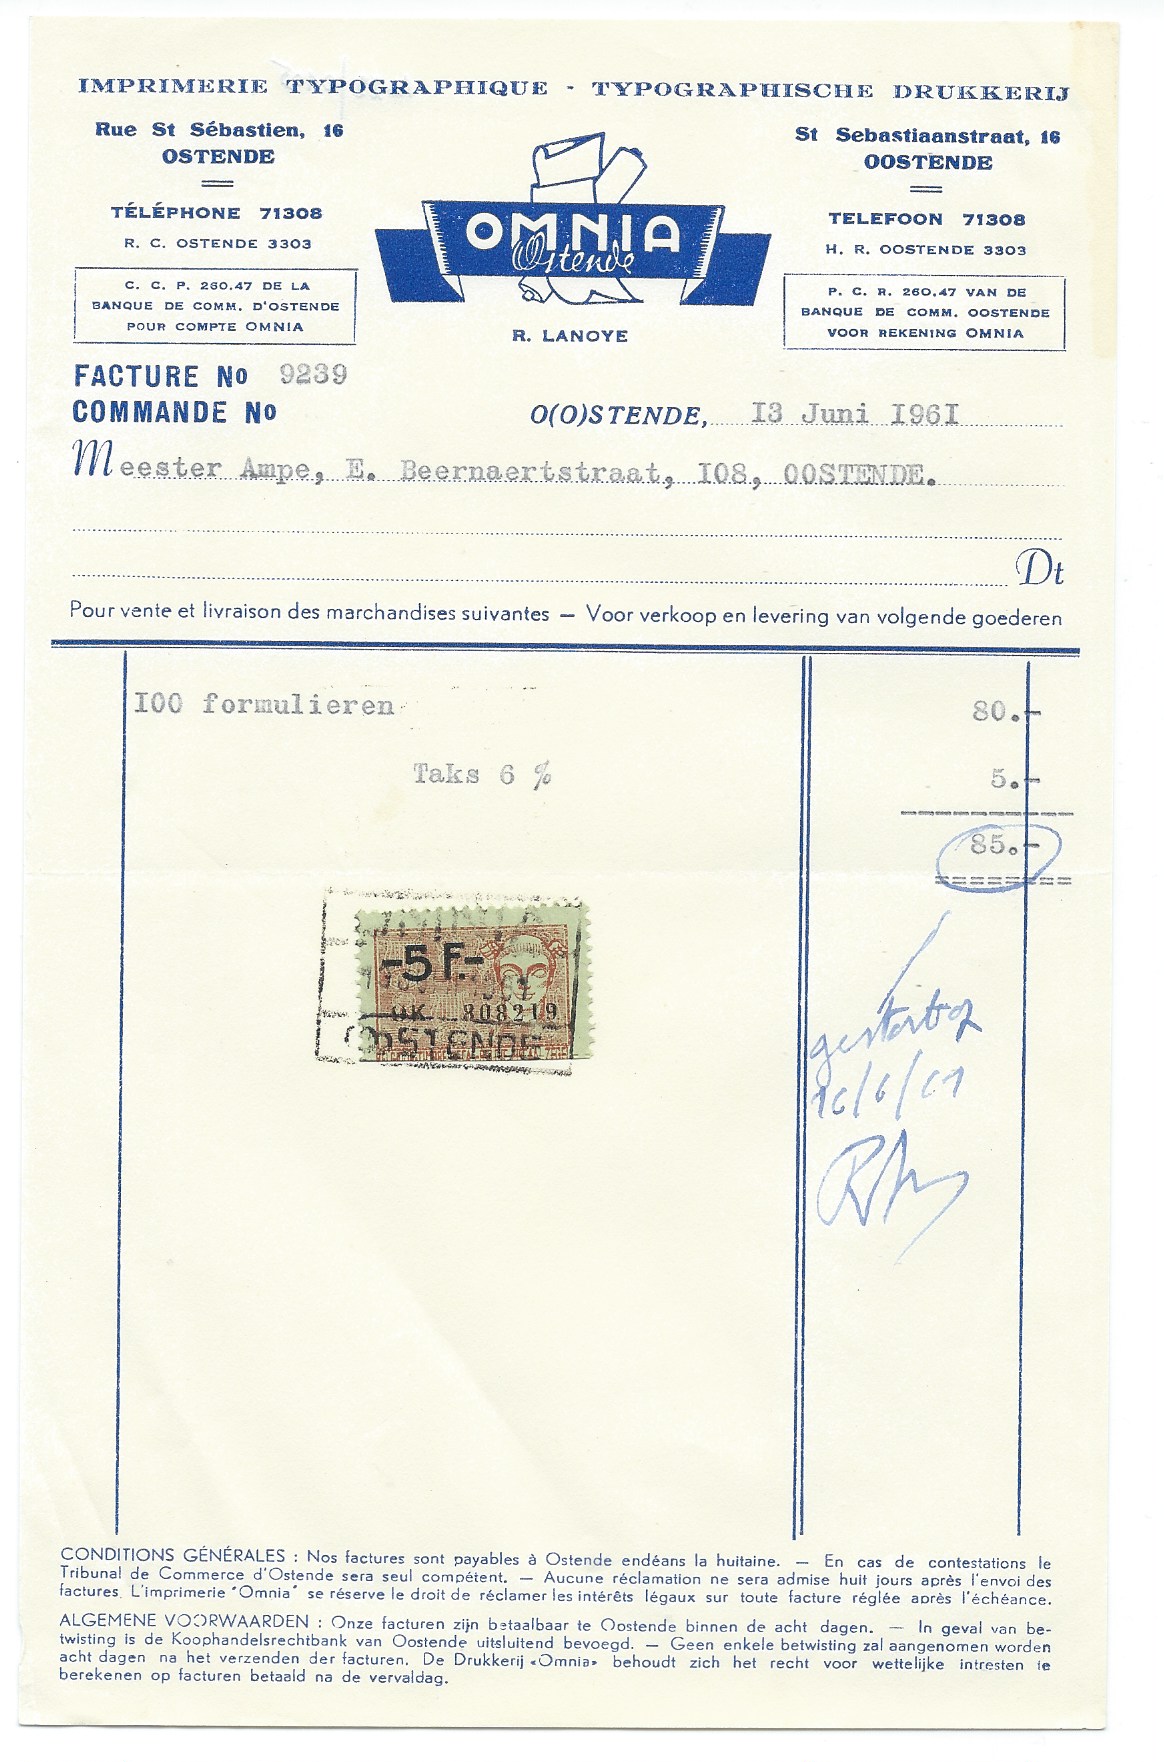 IMPRIMERIE TYPOGRAPHIQUE - TYPOGRAPHISCHE DRUKKERIJ
Rue St Sébastien, 16
OSTENDE
TÉLÉPHONE 71308
R. C. OSTENDE 3303
C. C. P. 260.47 DE LA
BANQUE DE COMM. D'OSTENDE
POUR COMPTE OMNIA
OMNIA
Ostende
R. LANOYE
St Sebastiaanstraat, 16
OOSTENDE
TELEFOON 71308
H. R. OOSTENDE 3303
P. C. R. 260.47 VAN DE
BANQUE DE COMM. OOSTENDE
VOOR REKENING OMNIA
FACTURE No 9239
COMMANDE No
O(O)STENDE, I3 Juni I96I
Meester Ampe, E. Beernaertstraat, I08, OOSTENDE.
Dt
Pour vente et livraison des marchandises suivantes — Voor verkoop en levering van volgende goederen
I00 formulieren 80.-
Taks 6 % 5.-
85.-
-5 F.-
UK 808219
OOSTENDE
16/6/61
CONDITIONS GÉNÉRALES : Nos factures sont payables à Ostende endéans la huitaine. — En cas de contestations le
Tribunal de Commerce d'Ostende sera seul compétent. — Aucune réclamation ne sera admise huit jours après l'envoi des
factures. L'imprimerie "Omnia" se réserve le droit de réclamer les intérêts légaux sur toute facture réglée après l'échéance.
ALGEMENE VOORWAARDEN : Onze facturen zijn betaalbaar te Oostende binnen de acht dagen. — In geval van be-
twisting is de Koophandelsrechtbank van Oostende uitsluitend bevoegd. — Geen enkele betwisting zal aangenomen worden
acht dagen na het verzenden der facturen. De Drukkerij «Omnia» behoudt zich het recht voor wettelijke intresten te
berekenen op facturen betaald na de vervaldag.